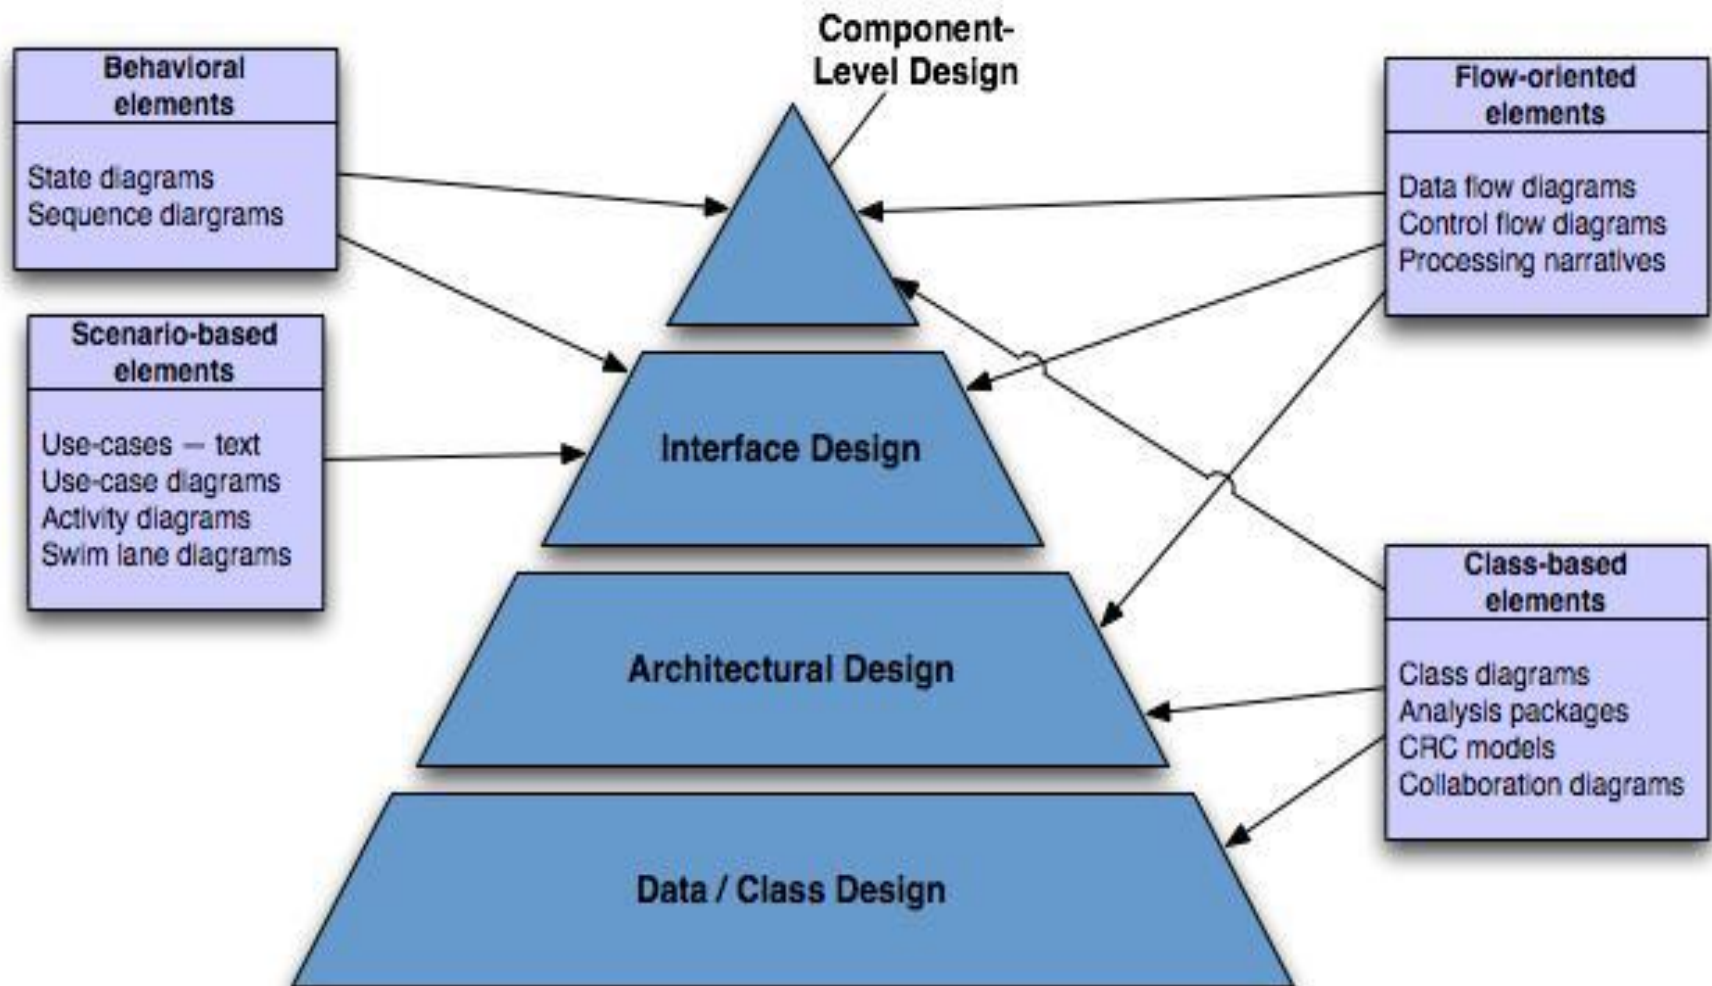 Component-
Level Design
Behavioral
elements
State diagrams
Sequence diargrams
Scenario-based
elements
Use-cases — text
Use-case diagrams
Activity diagrams
Swim lane diagrams
Interface Design
Architectural Design
Data / Class Design
Flow-oriented
elements
Data flow diagrams
Control flow diagrams
Processing narratives
Class-based
elements
Class diagrams
Analysis packages
CRC models
Collaboration diagrams